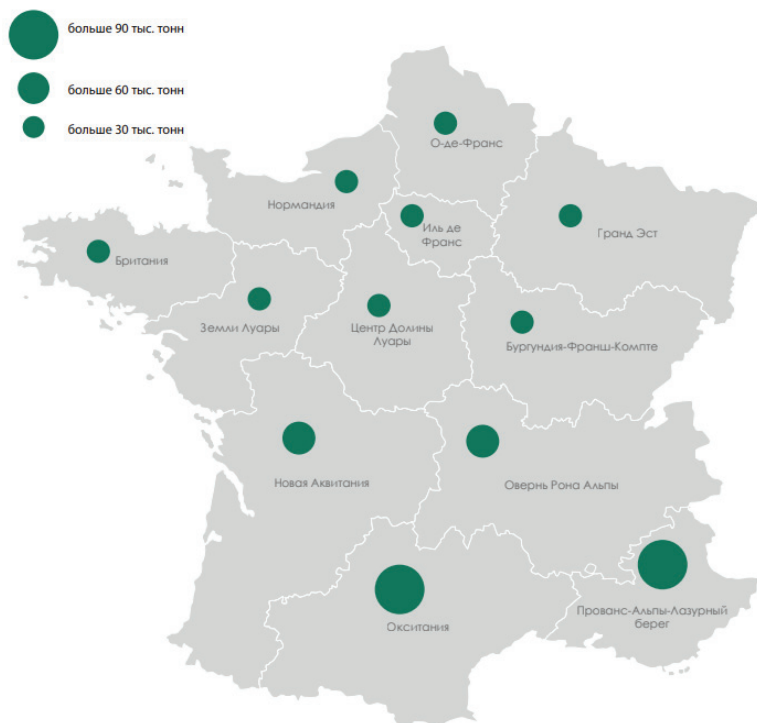 больше 90 тыс. тонн
больше 60 тыс. тонн
больше 30 тыс. тонн
О-де-Франс
Нормандия
Иль де
Франс
Гранд Эст
Британия
Земли Луары
Центр Долины
Луары
Бургундия-Франш-Компте
Новая Аквитания
Овернь Рона Альпы
Прованс-Альпы-Лазурный
берег
Окситания